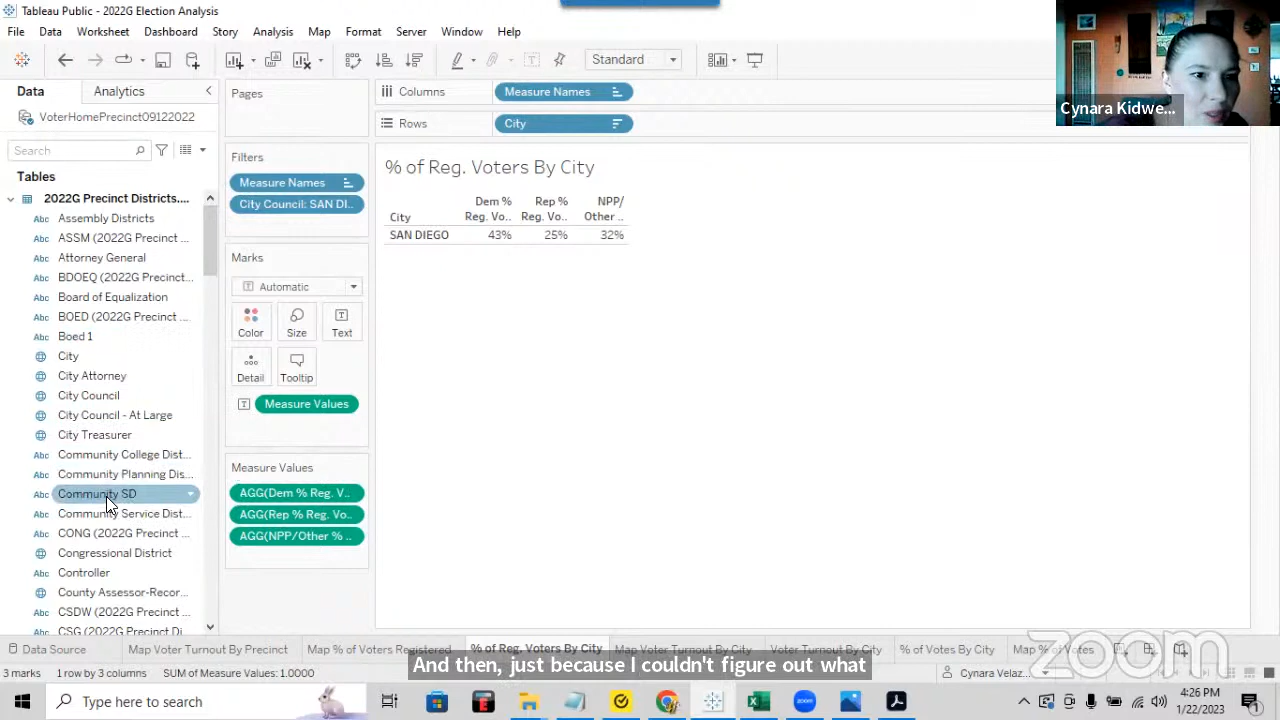 Tableau Public - 2022G Election Analysis
File Data Worksheet Dashboard Story Analysis Map Format Server Window Help
Standard
Cynara Kidwe...
Data Analytics
VoterHomePrecinct09122022
Search
Tables
2022G Precinct Districts....
Assembly Districts
ASSM (2022G Precinct ...
Attorney General
BDOEQ (2022G Precinct...
Board of Equalization
BOED (2022G Precinct ...
Boed 1
City
City Attorney
City Council
City Council - At Large
City Treasurer
Community College Dist...
Community Planning Dis...
Community SD
Community Service Dist...
CONG (2022G Precinct ...
Congressional District
Controller
County Assessor-Recor...
CSDW (2022G Precinct ...
CSG (2022G Precinct Di
Pages
Filters
Measure Names
City Council: SAN DI..
Marks
Automatic
Color Size Text
Detail Tooltip
Measure Values
Measure Values
AGG(Dem % Reg. V..
AGG(Rep % Reg. Vo..
AGG(NPP/Other % ..
Columns Measure Names
Rows City
% of Reg. Voters By City
City Dem % Reg. Vo.. Rep % Reg. Vo.. NPP/ Other ..
SAN DIEGO 43% 25% 32%
Data Source Map Voter Turnout By Precinct Map % of Voters Registered % of Reg. Voters By City Map Voter Turnout By City Voter Turnout By City % of Votes By City Map % of Votes
And then, just because I couldn't figure out what
zoom
3 marks 1 row by 3 columns SUM of Measure Values: 1.0000 Cynara Velaz...
Type here to search
4:26 PM
1/22/2023